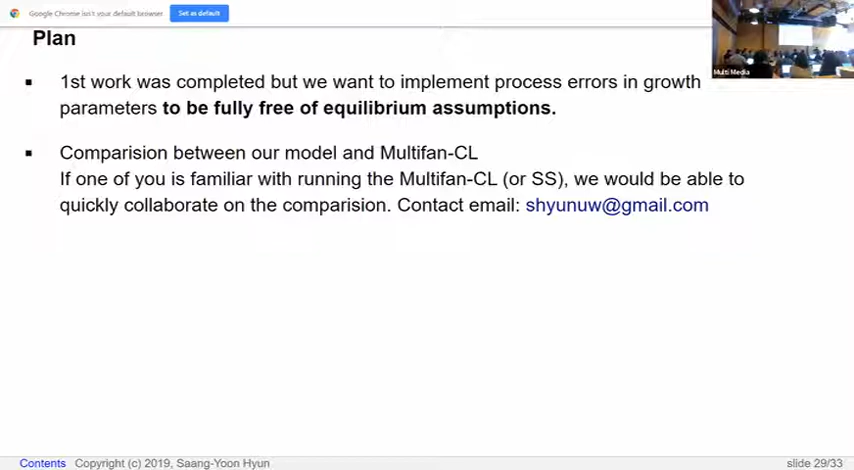 Google Chrome isn't your default browser Set as default
Plan
1st work was completed but we want to implement process errors in growth
parameters to be fully free of equilibrium assumptions.
Comparision between our model and Multifan-CL
If one of you is familiar with running the Multifan-CL (or SS), we would be able to
quickly collaborate on the comparision. Contact email: shyunuw@gmail.com
Multi Media
Contents Copyright (c) 2019, Saang-Yoon Hyun
slide 29/33